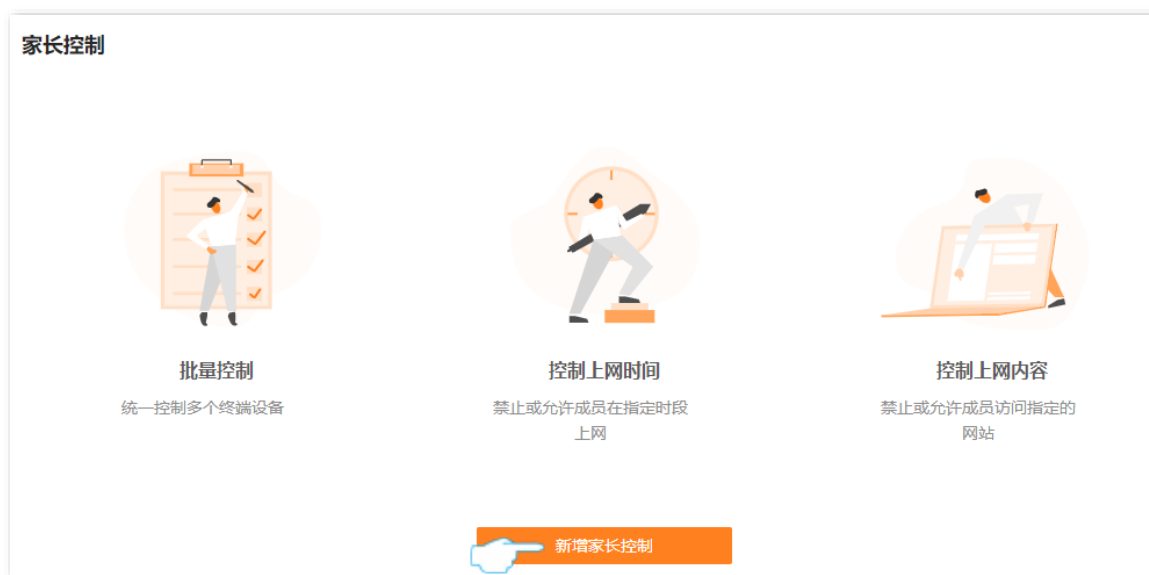 家长控制
批量控制
统一控制多个终端设备
控制上网时间
禁止或允许成员在指定时段
上网
控制上网内容
禁止或允许成员访问指定的
网站
新增家长控制